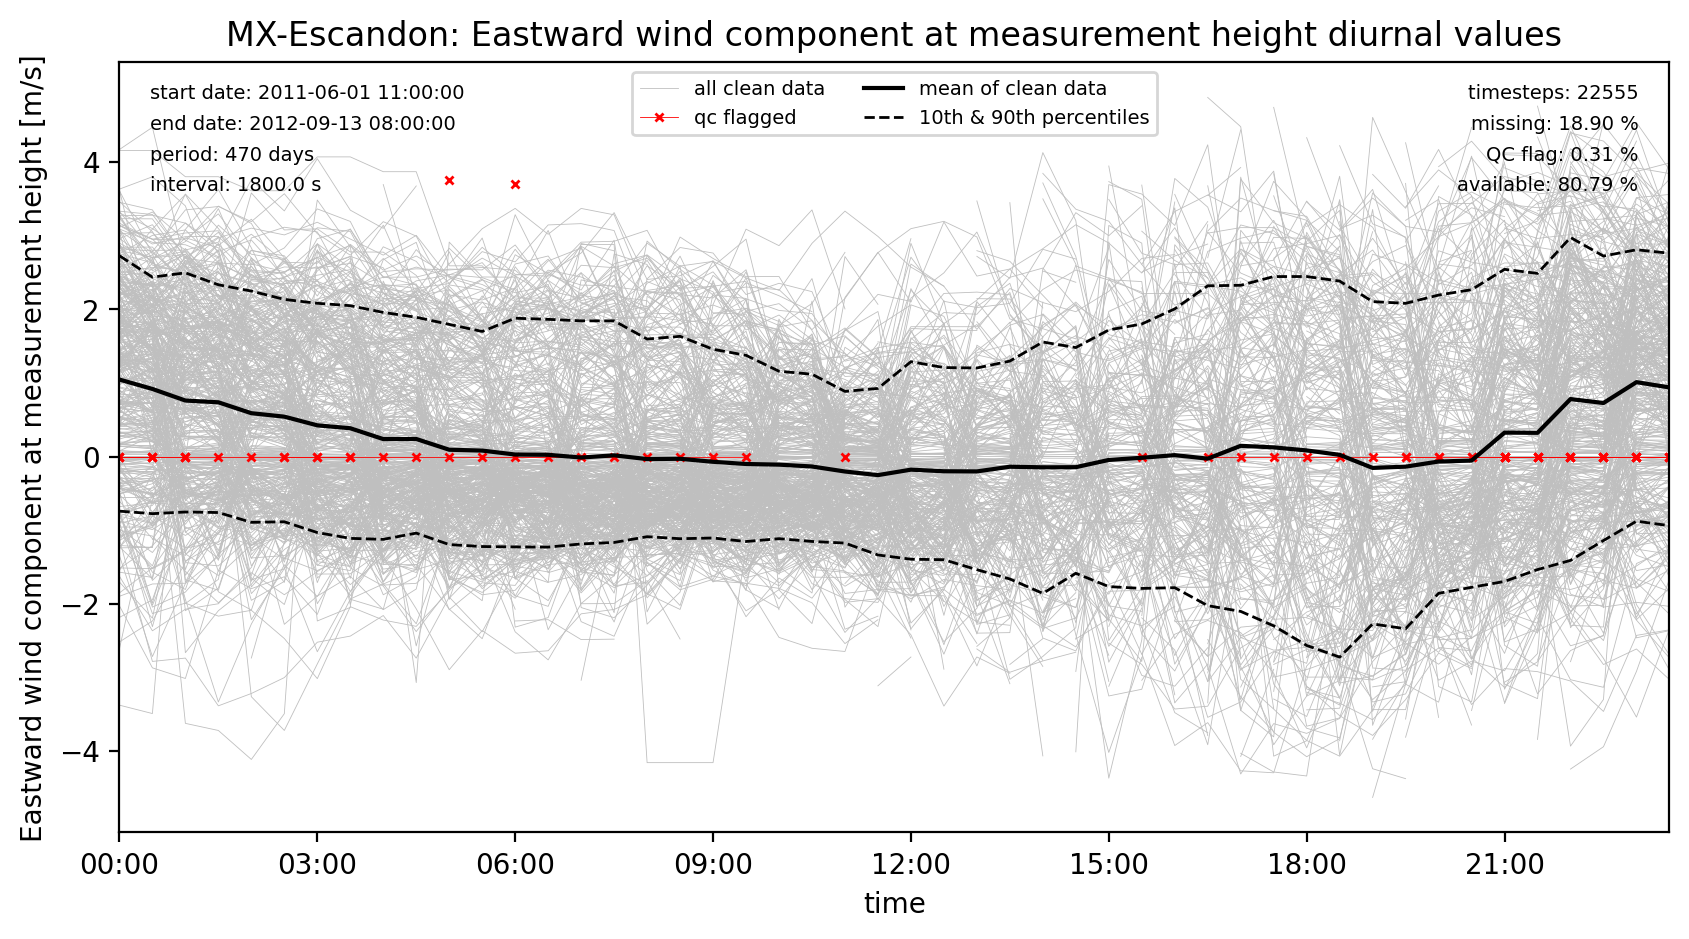 MX-Escandon: Eastward wind component at measurement height diurnal values
Eastward wind component at measurement height [m/s]
start date: 2011-06-01 11:00:00
end date: 2012-09-13 08:00:00
period: 470 days
interval: 1800.0 s
all clean data
qc flagged
mean of clean data
10th & 90th percentiles
timesteps: 22555
missing: 18.90 %
QC flag: 0.31 %
available: 80.79 %
4
2
0
−2
−4
00:00 03:00 06:00 09:00 12:00 15:00 18:00 21:00
time